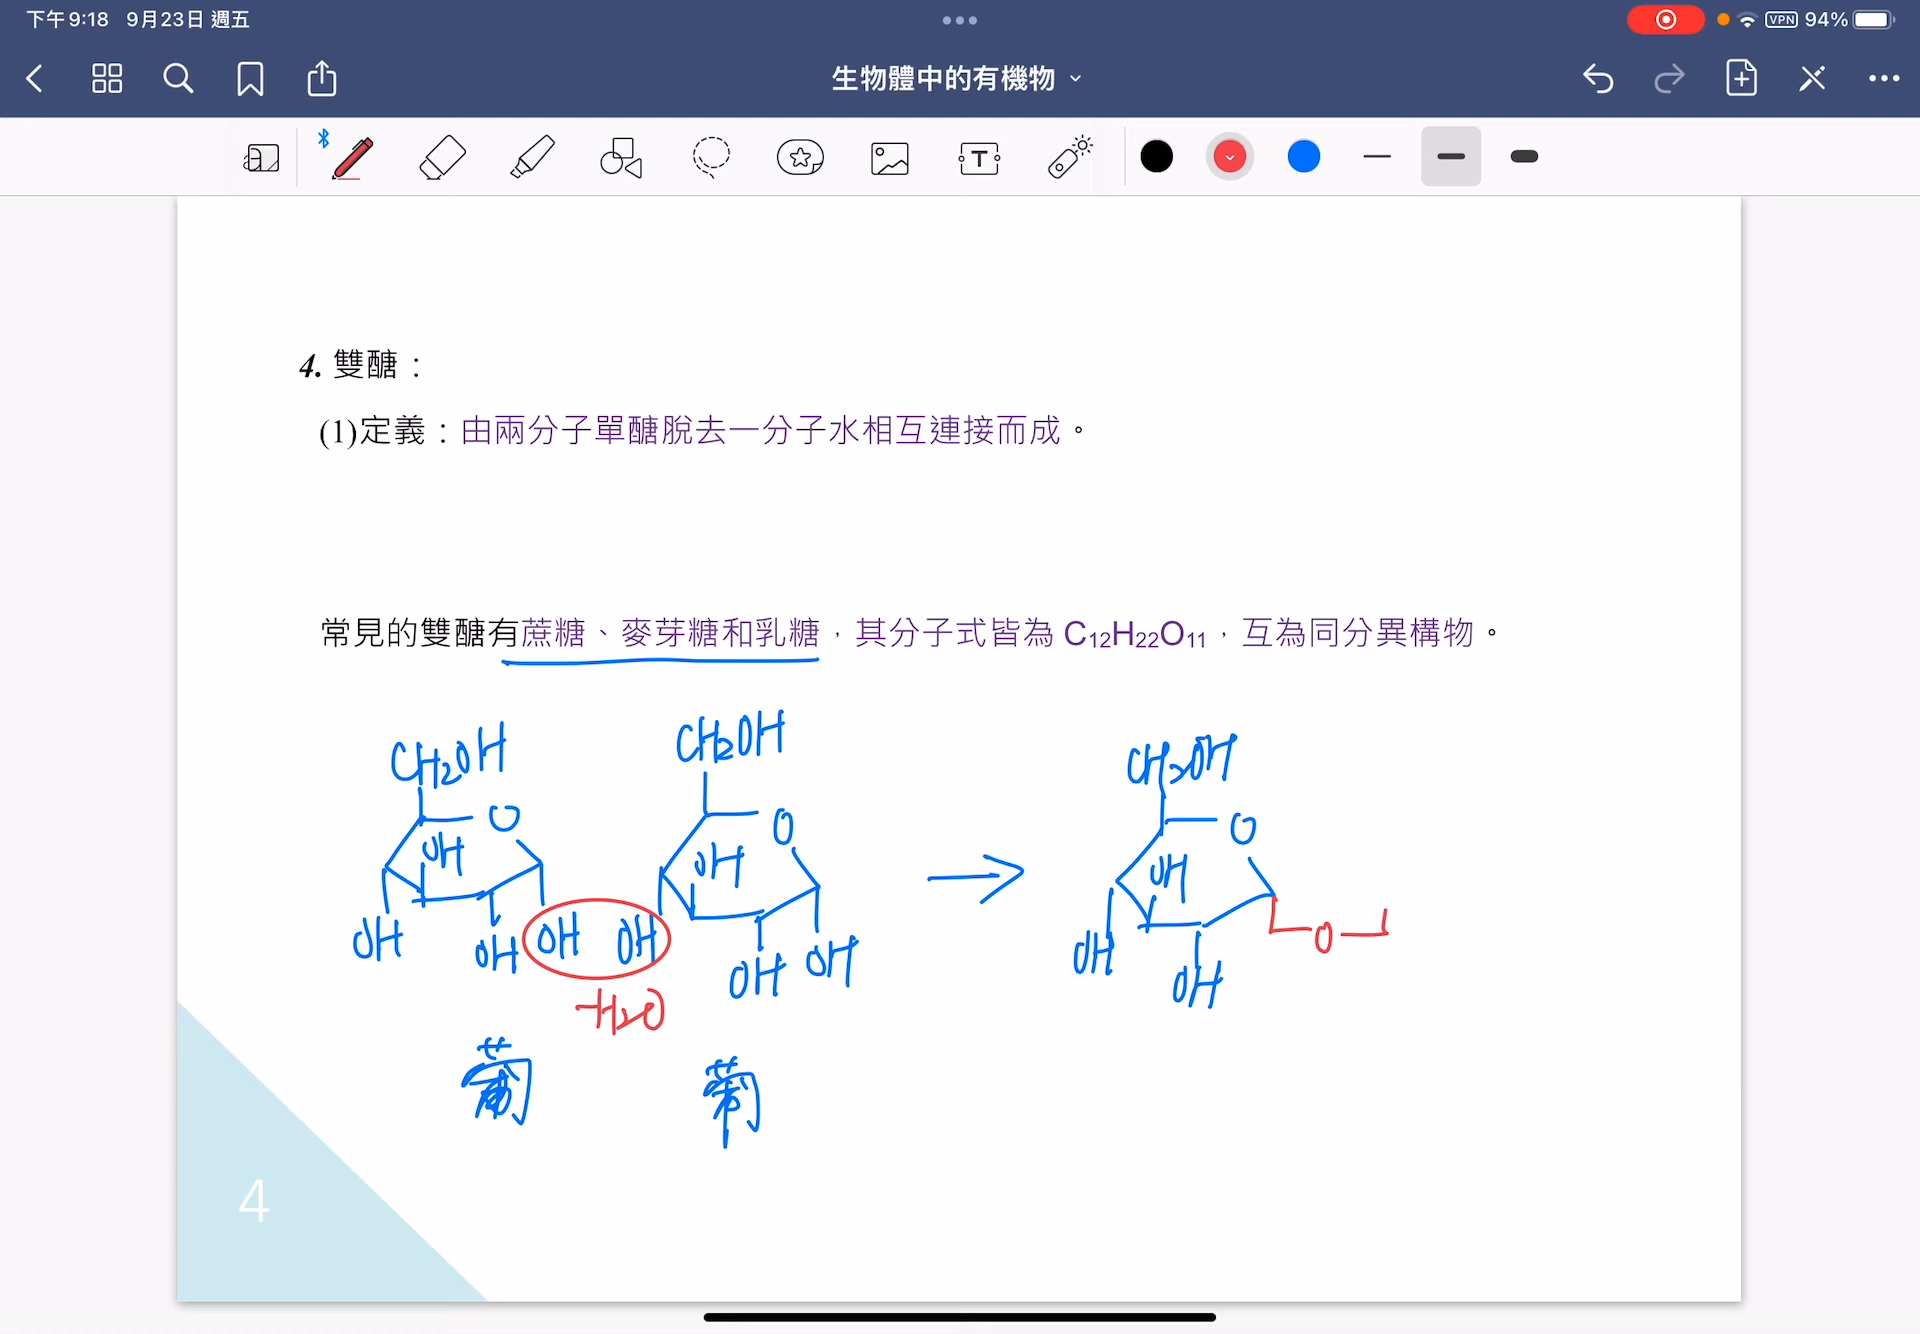 下午9:18 9月23日 週五
VPN 94%
生物體中的有機物
4. 雙醣：
(1)定義：由兩分子單醣脫去一分子水相互連接而成。
常見的雙醣有蔗糖、麥芽糖和乳糖，其分子式皆為 C₁₂H₂₂O₁₁，互為同分異構物。
CH₂OH CH₂OH CH₂OH
O O O
OH OH OH
OH OH OH OH OH OH OH OH
O
OH
-H₂O
葡 葡
4